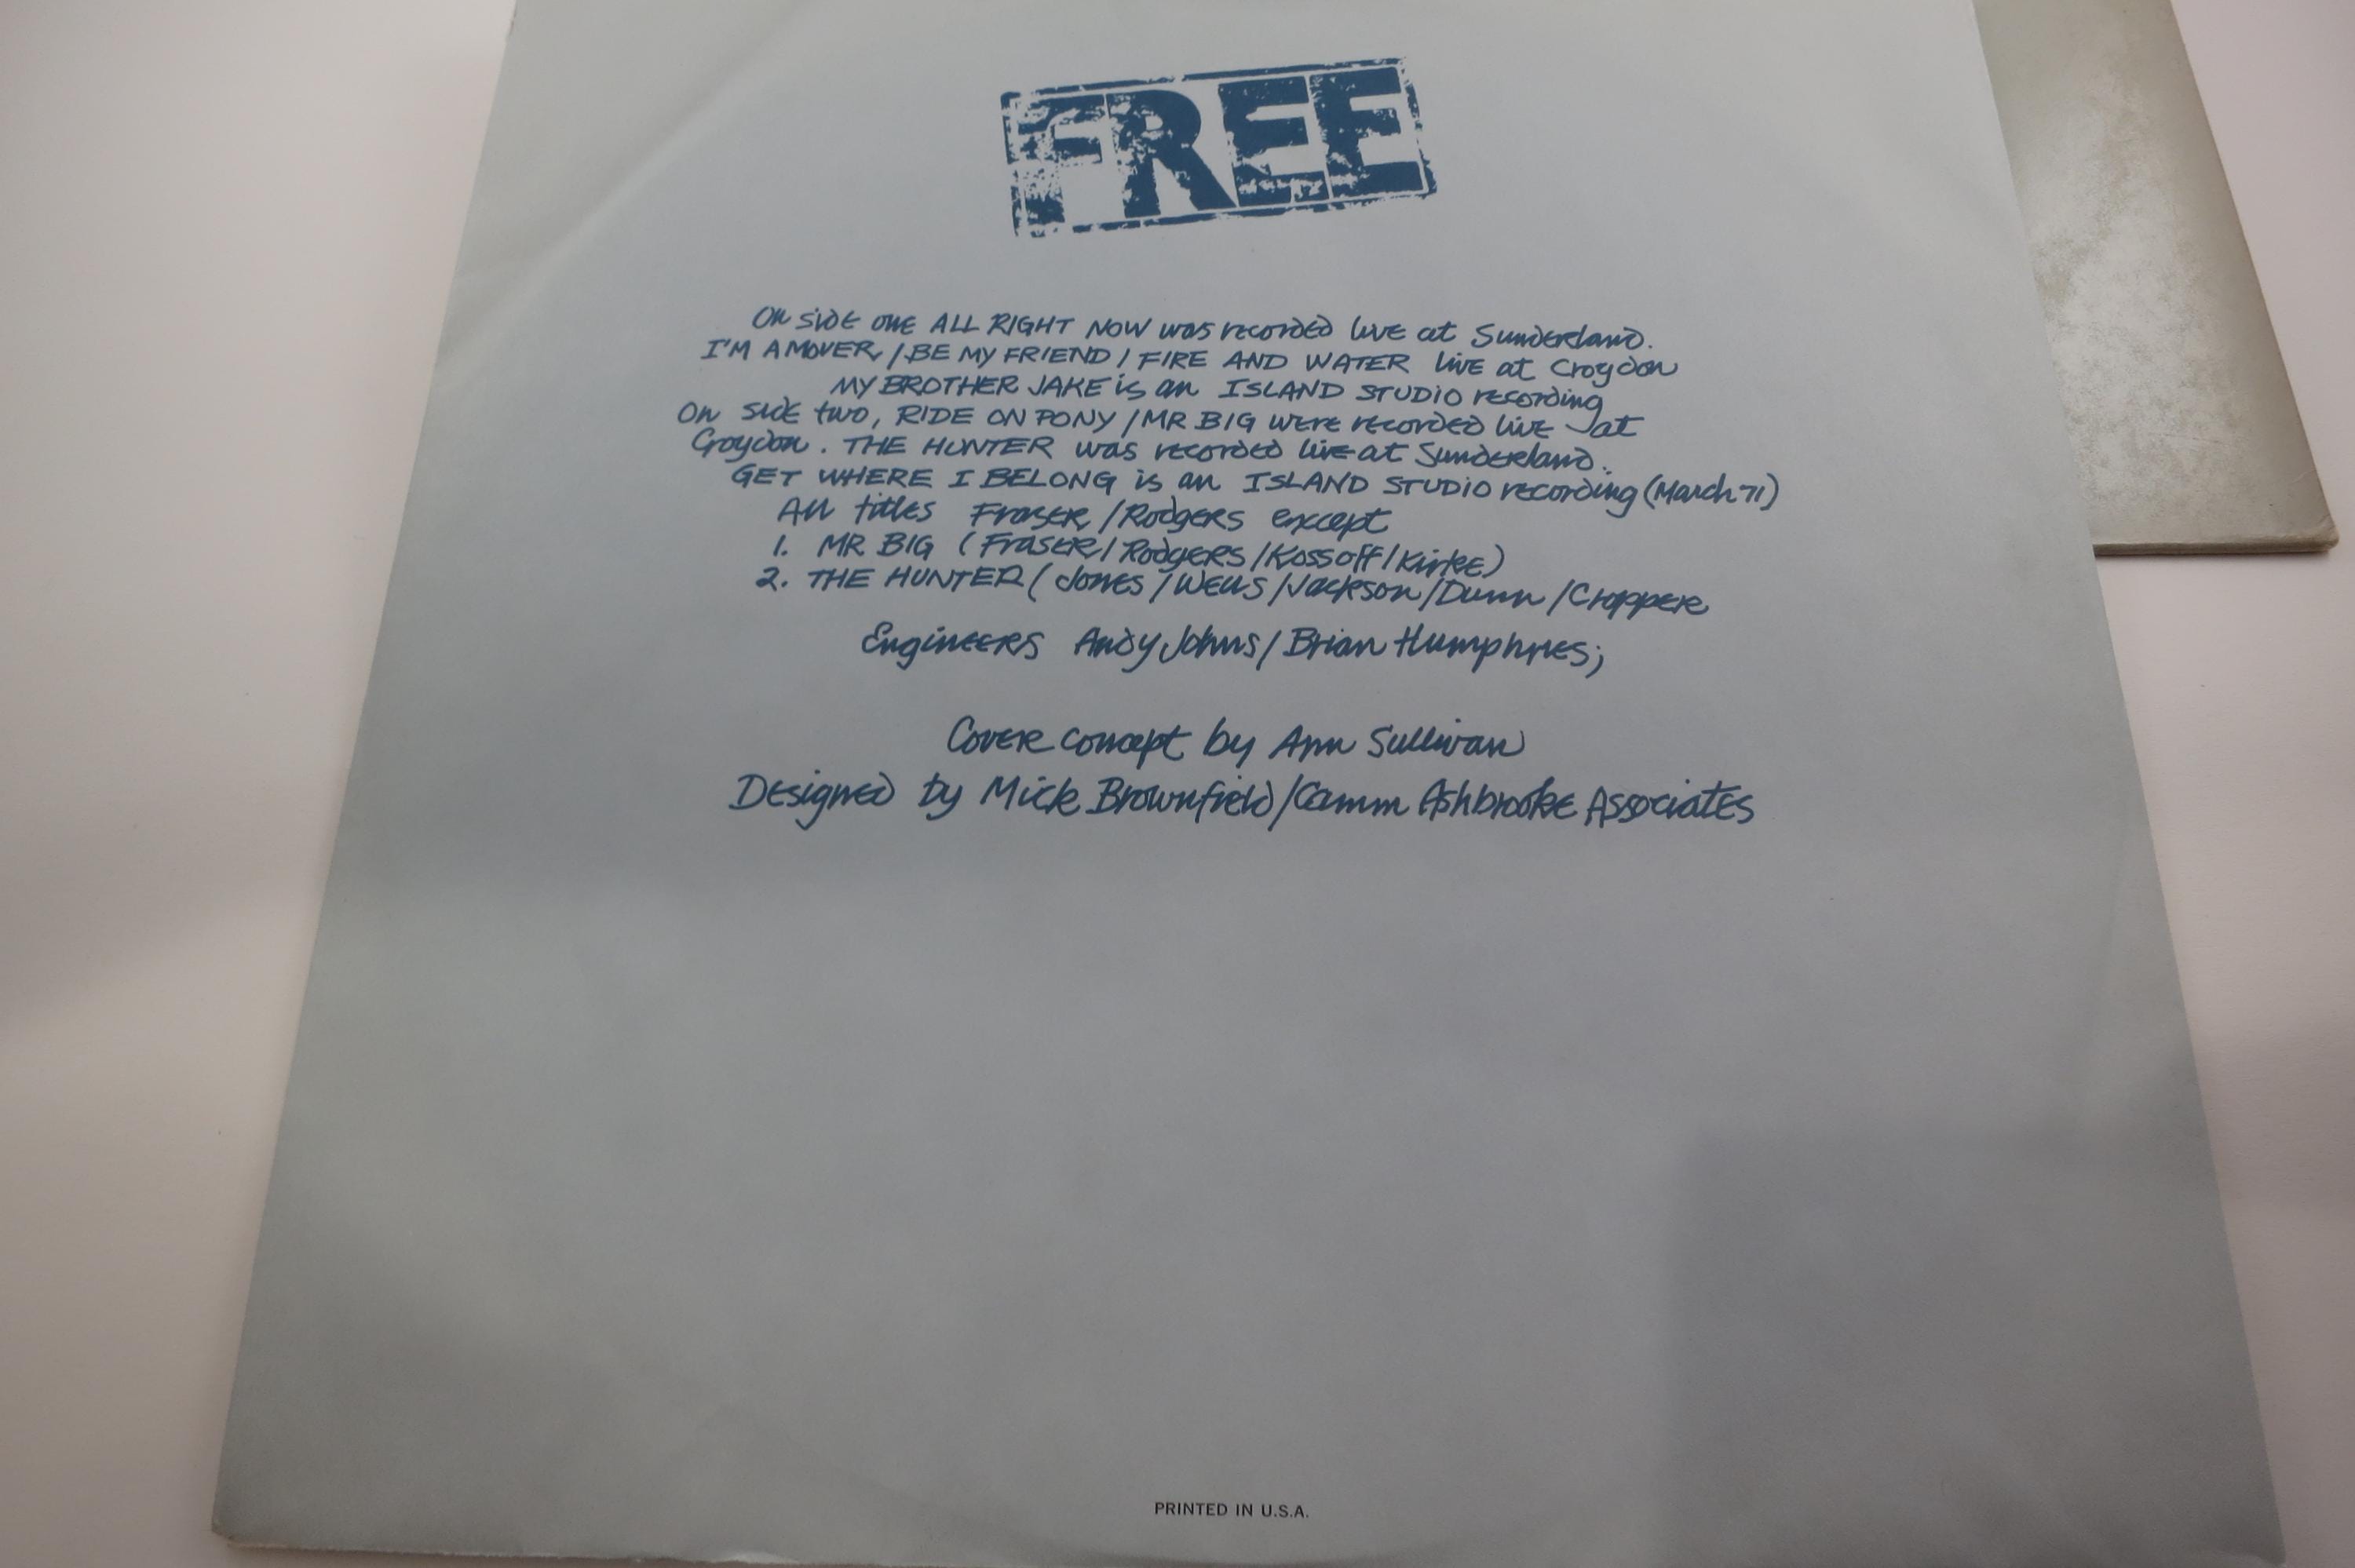 FREE
On side one ALL RIGHT NOW was recorded live at Sunderland.
I'M A MOVER / BE MY FRIEND / FIRE AND WATER live at Croydon
MY BROTHER JAKE is an ISLAND STUDIO recording
On side two, RIDE ON PONY / MR BIG were recorded live at
Croydon. THE HUNTER was recorded live at Sunderland.
GET WHERE I BELONG is an ISLAND STUDIO recording (March 71)
All titles Fraser / Rodgers except
1. MR BIG (Fraser / Rodgers / Kossoff / Kirke)
2. THE HUNTER (Jones / Wells / Jackson / Dunn / Cropper
Engineers Andy Johns / Brian Humphries;
Cover concept by Ann Sullivan
Designed by Mick Brownfield / Camm Ashbrooke Associates
PRINTED IN U.S.A.